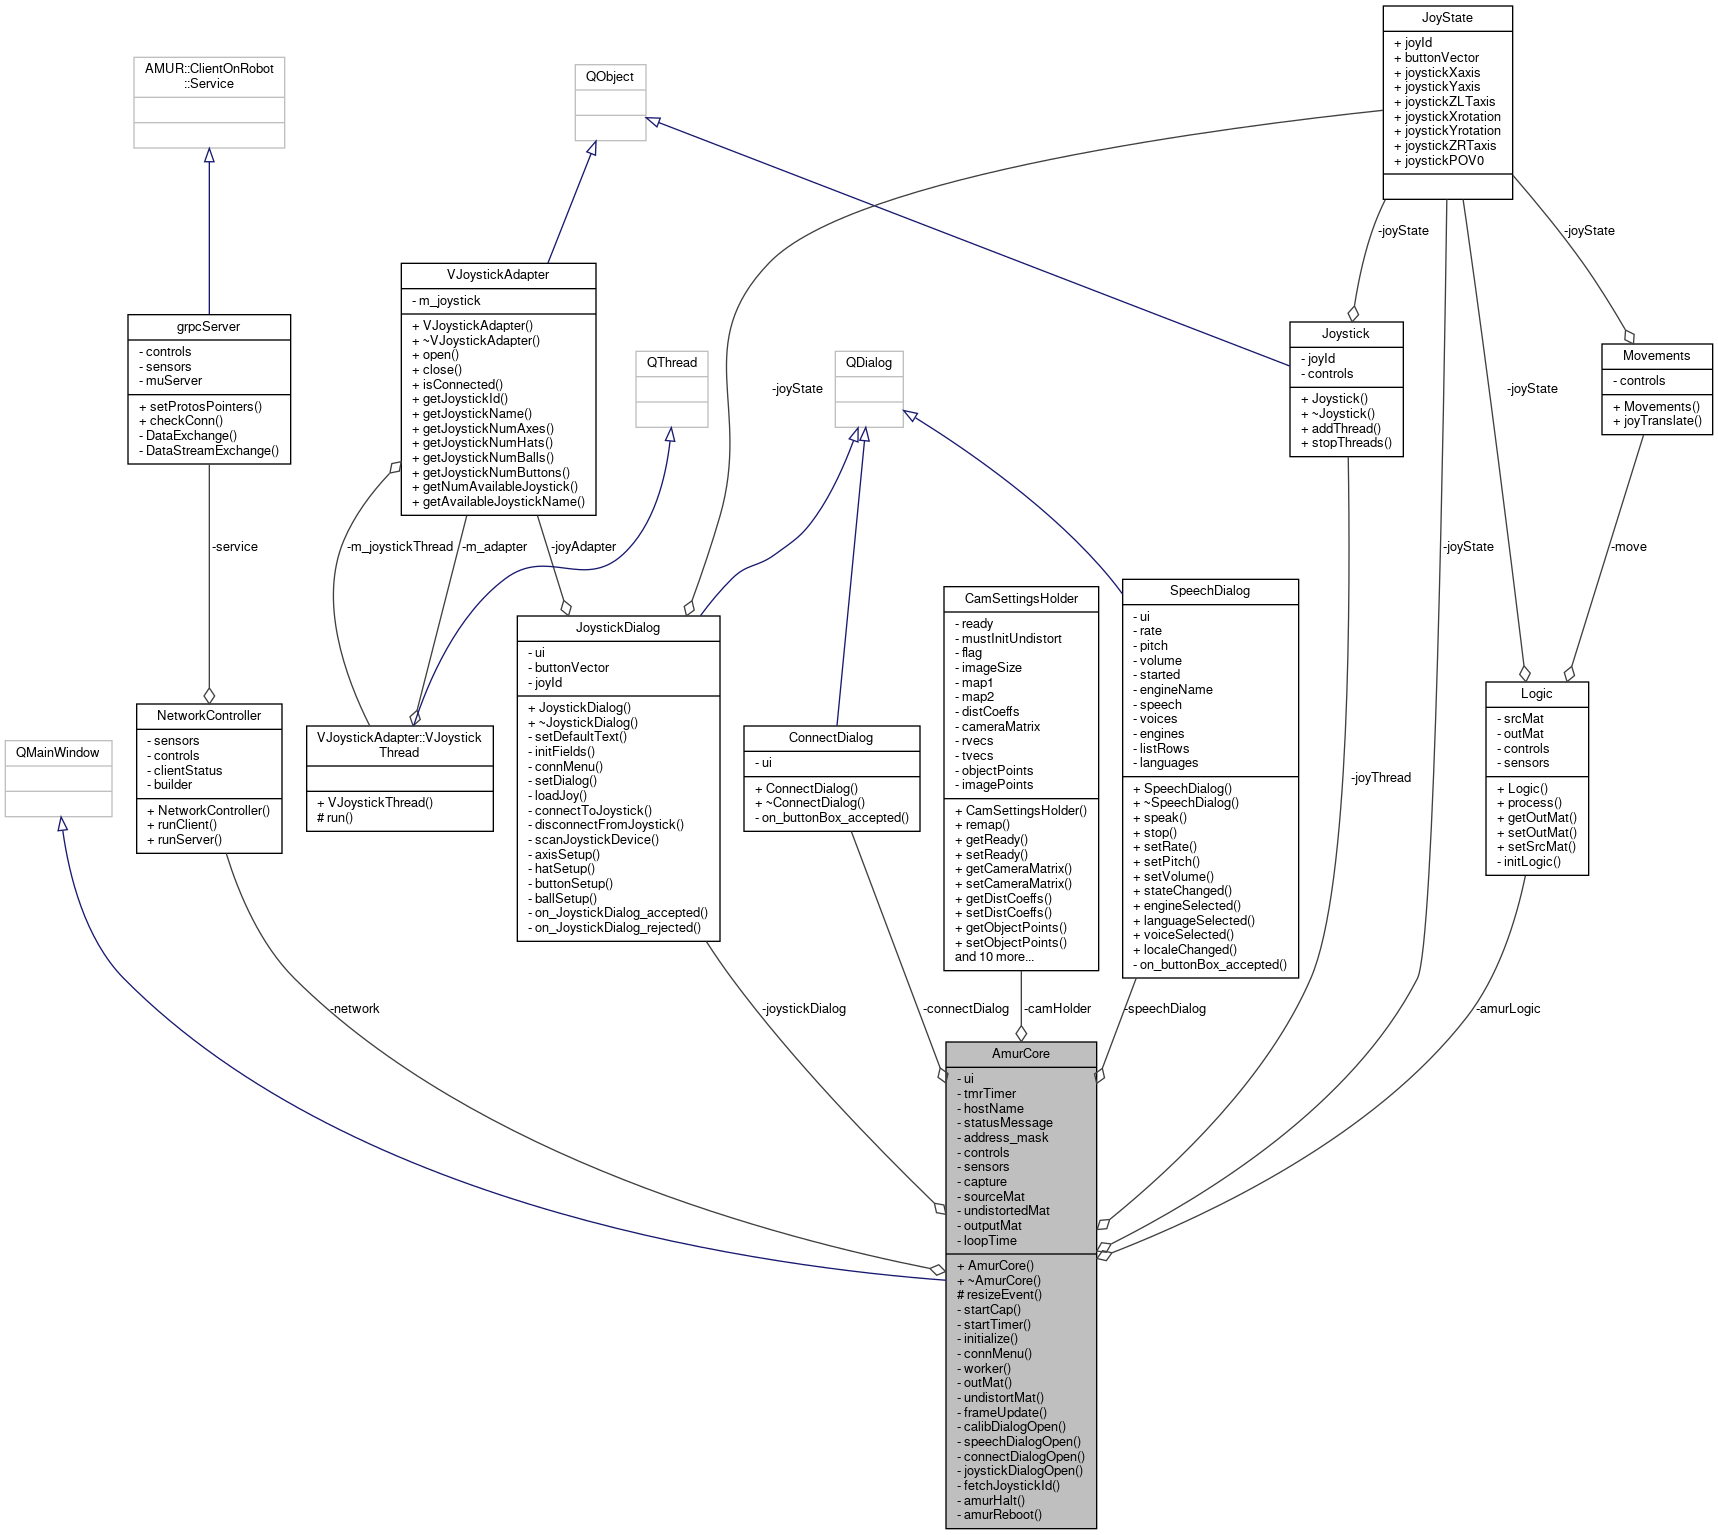 JoyState
+ joyId
+ buttonVector
+ joystickXaxis
+ joystickYaxis
+ joystickZLTaxis
+ joystickXrotation
+ joystickYrotation
+ joystickZRTaxis
+ joystickPOV0
AMUR::ClientOnRobot
::Service
QObject
VJoystickAdapter
- m_joystick
+ VJoystickAdapter()
+ ~VJoystickAdapter()
+ open()
+ close()
+ isConnected()
+ getJoystickId()
+ getJoystickName()
+ getJoystickNumAxes()
+ getJoystickNumHats()
+ getJoystickNumBalls()
+ getJoystickNumButtons()
+ getNumAvailableJoystick()
+ getAvailableJoystickName()
grpcServer
- controls
- sensors
- muServer
+ setProtosPointers()
+ checkConn()
- DataExchange()
- DataStreamExchange()
QThread
QDialog
-joyState
-joyState
-joyState
Joystick
- joyId
- controls
+ Joystick()
+ ~Joystick()
+ addThread()
+ stopThreads()
Movements
- controls
+ Movements()
+ joyTranslate()
-joyState
-service
-m_joystickThread
-m_adapter
-joyAdapter
-joyState
-move
JoystickDialog
- ui
- buttonVector
- joyId
+ JoystickDialog()
+ ~JoystickDialog()
- setDefaultText()
- initFields()
- connMenu()
- setDialog()
- loadJoy()
- connectToJoystick()
- disconnectFromJoystick()
- scanJoystickDevice()
- axisSetup()
- hatSetup()
- buttonSetup()
- ballSetup()
- on_JoystickDialog_accepted()
- on_JoystickDialog_rejected()
CamSettingsHolder
- ready
- mustInitUndistort
- flag
- imageSize
- map1
- map2
- distCoeffs
- cameraMatrix
- rvecs
- tvecs
- objectPoints
- imagePoints
+ CamSettingsHolder()
+ remap()
+ getReady()
+ setReady()
+ getCameraMatrix()
+ setCameraMatrix()
+ getDistCoeffs()
+ setDistCoeffs()
+ getObjectPoints()
+ setObjectPoints()
and 10 more...
SpeechDialog
- ui
- rate
- pitch
- volume
- started
- engineName
- speech
- voices
- engines
- listRows
- languages
+ SpeechDialog()
+ ~SpeechDialog()
+ speak()
+ stop()
+ setRate()
+ setPitch()
+ setVolume()
+ stateChanged()
+ engineSelected()
+ languageSelected()
+ voiceSelected()
+ localeChanged()
- on_buttonBox_accepted()
Logic
- srcMat
- outMat
- controls
- sensors
+ Logic()
+ process()
+ getOutMat()
+ setOutMat()
+ setSrcMat()
- initLogic()
NetworkController
- sensors
- controls
- clientStatus
- builder
+ NetworkController()
+ runClient()
+ runServer()
QMainWindow
VJoystickAdapter::VJoystick
Thread
+ VJoystickThread()
# run()
ConnectDialog
- ui
+ ConnectDialog()
+ ~ConnectDialog()
- on_buttonBox_accepted()
-joyThread
-network
-joystickDialog
-connectDialog
-camHolder
-speechDialog
-amurLogic
AmurCore
- ui
- tmrTimer
- hostName
- statusMessage
- address_mask
- controls
- sensors
- capture
- sourceMat
- undistortedMat
- outputMat
- loopTime
+ AmurCore()
+ ~AmurCore()
# resizeEvent()
- startCap()
- startTimer()
- initialize()
- connMenu()
- worker()
- outMat()
- undistortMat()
- frameUpdate()
- calibDialogOpen()
- speechDialogOpen()
- connectDialogOpen()
- joystickDialogOpen()
- fetchJoystickId()
- amurHalt()
- amurReboot()